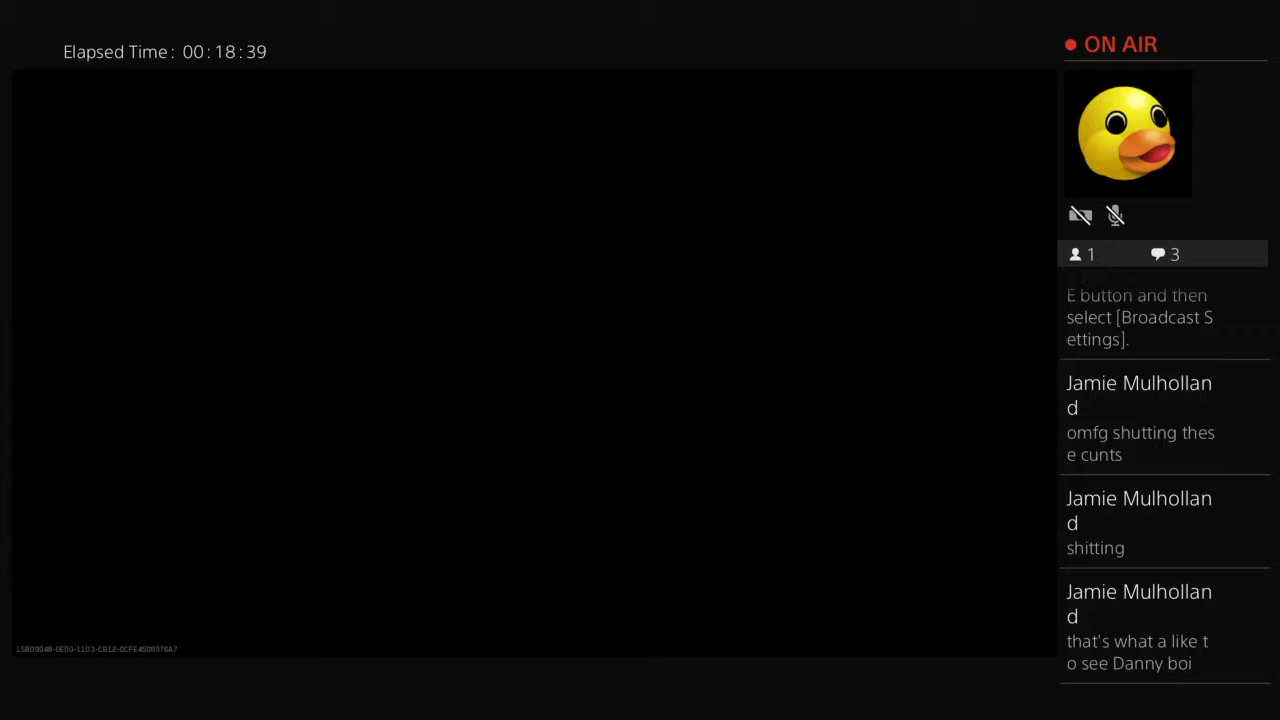 Elapsed Time: 00:18:39
ON AIR
1 3
E button and then
select [Broadcast S
ettings].
Jamie Mulhollan
d
omfg shutting thes
e cunts
Jamie Mulhollan
d
shitting
Jamie Mulhollan
d
that's what a like t
o see Danny boi